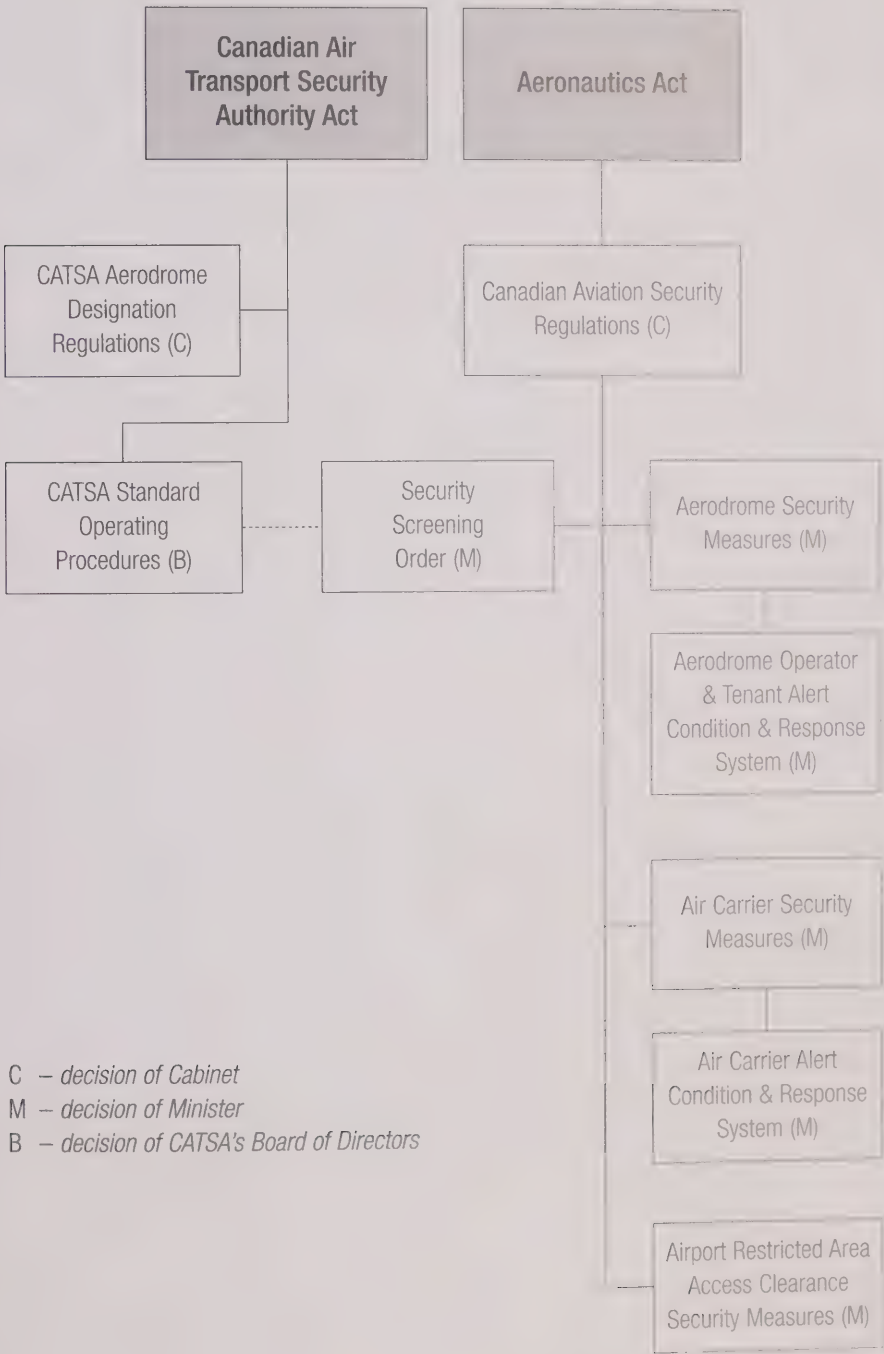 Canadian Air
Transport Security
Authority Act
Aeronautics Act
CATSA Aerodrome
Designation
Regulations (C)
Canadian Aviation Security
Regulations (C)
CATSA Standard
Operating
Procedures (B)
Security
Screening
Order (M)
Aerodrome Security
Measures (M)
Aerodrome Operator
& Tenant Alert
Condition & Response
System (M)
Air Carrier Security
Measures (M)
Air Carrier Alert
Condition & Response
System (M)
Airport Restricted Area
Access Clearance
Security Measures (M)
C – decision of Cabinet
M – decision of Minister
B – decision of CATSA's Board of Directors